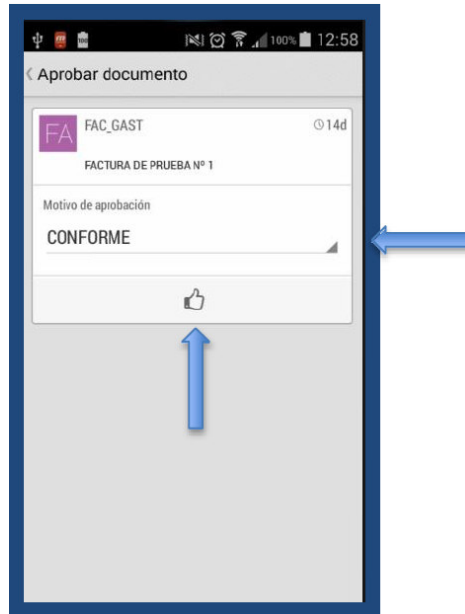 100% 12:58
Aprobar documento
FA
FAC_GAST
14d
FACTURA DE PRUEBA Nº 1
Motivo de aprobación
CONFORME